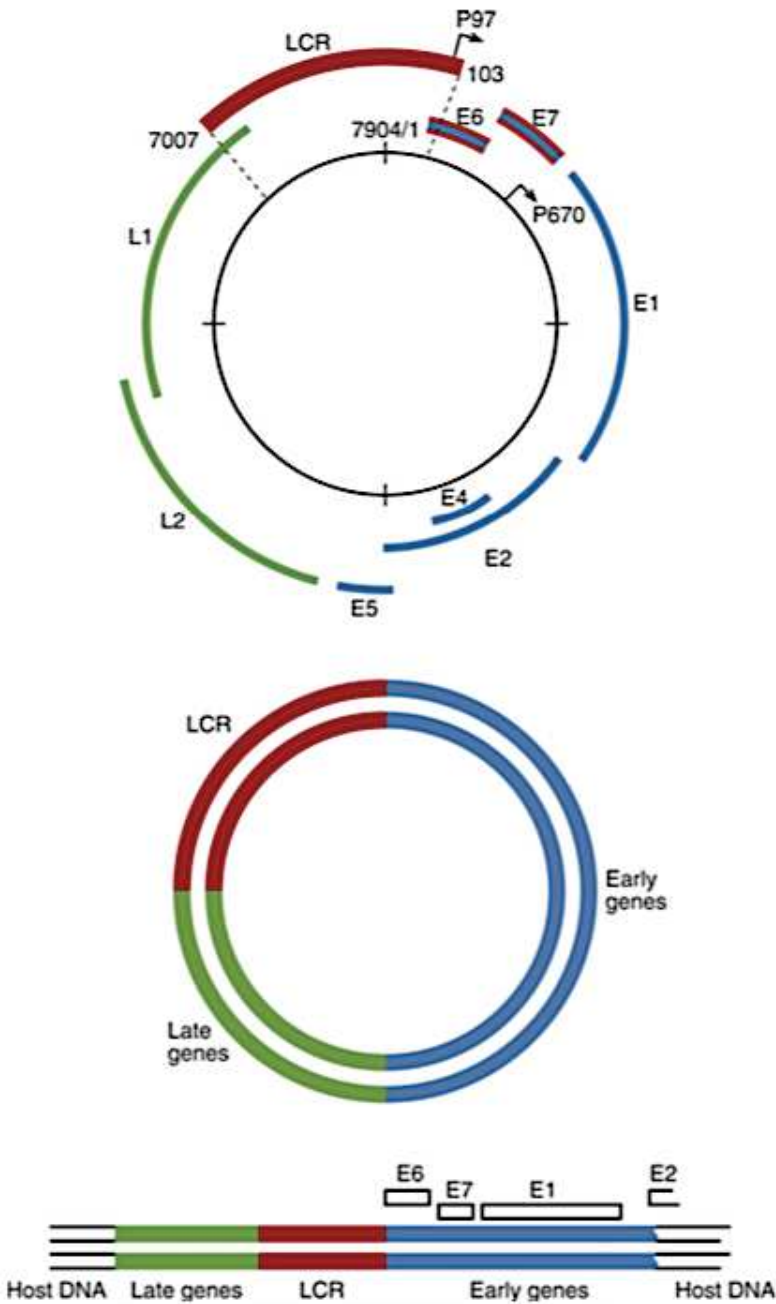 P97
LCR
103
7904/1
E6
E7
7007
P670
L1
E1
E4
L2
E2
E5
LCR
Early
genes
Late
genes
E6
E7
E1
E2
Host DNA
Late genes
LCR
Early genes
Host DNA